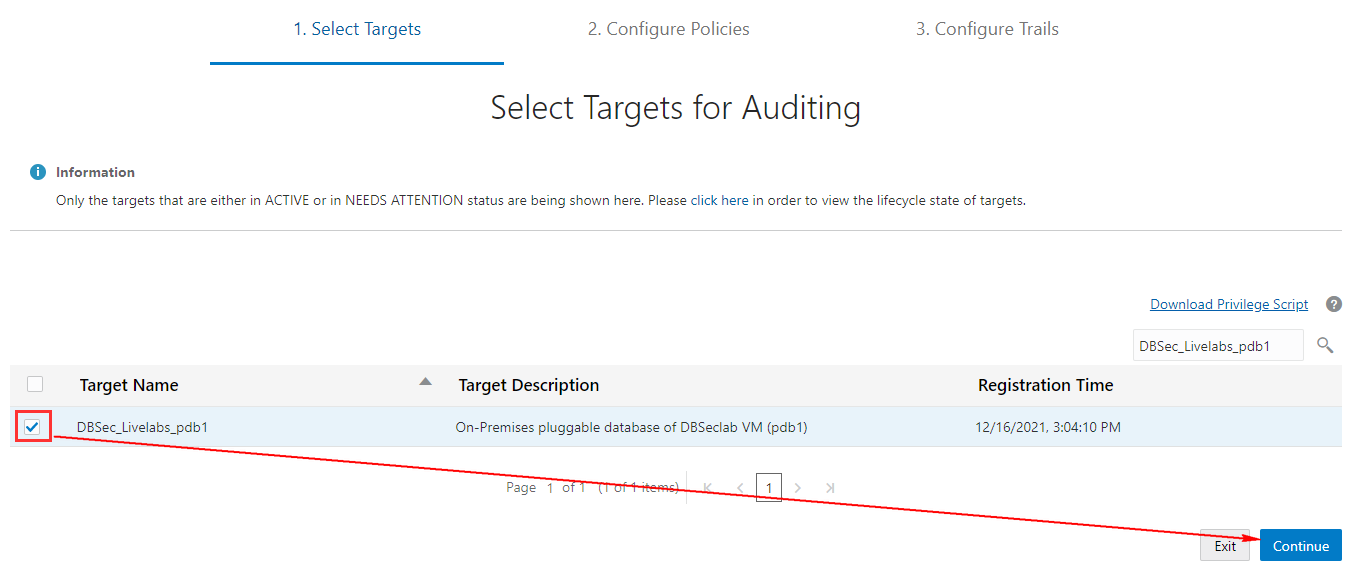 1. Select Targets 2. Configure Policies 3. Configure Trails
Select Targets for Auditing
i Information
Only the targets that are either in ACTIVE or in NEEDS ATTENTION status are being shown here. Please click here in order to view the lifecycle state of targets.
Download Privilege Script ?
DBSec_Livelabs_pdb1
Target Name Target Description Registration Time
DBSec_Livelabs_pdb1 On-Premises pluggable database of DBSeclab VM (pdb1) 12/16/2021, 3:04:10 PM
Page 1 of 1 (1 of 1 items) 1
Exit Continue